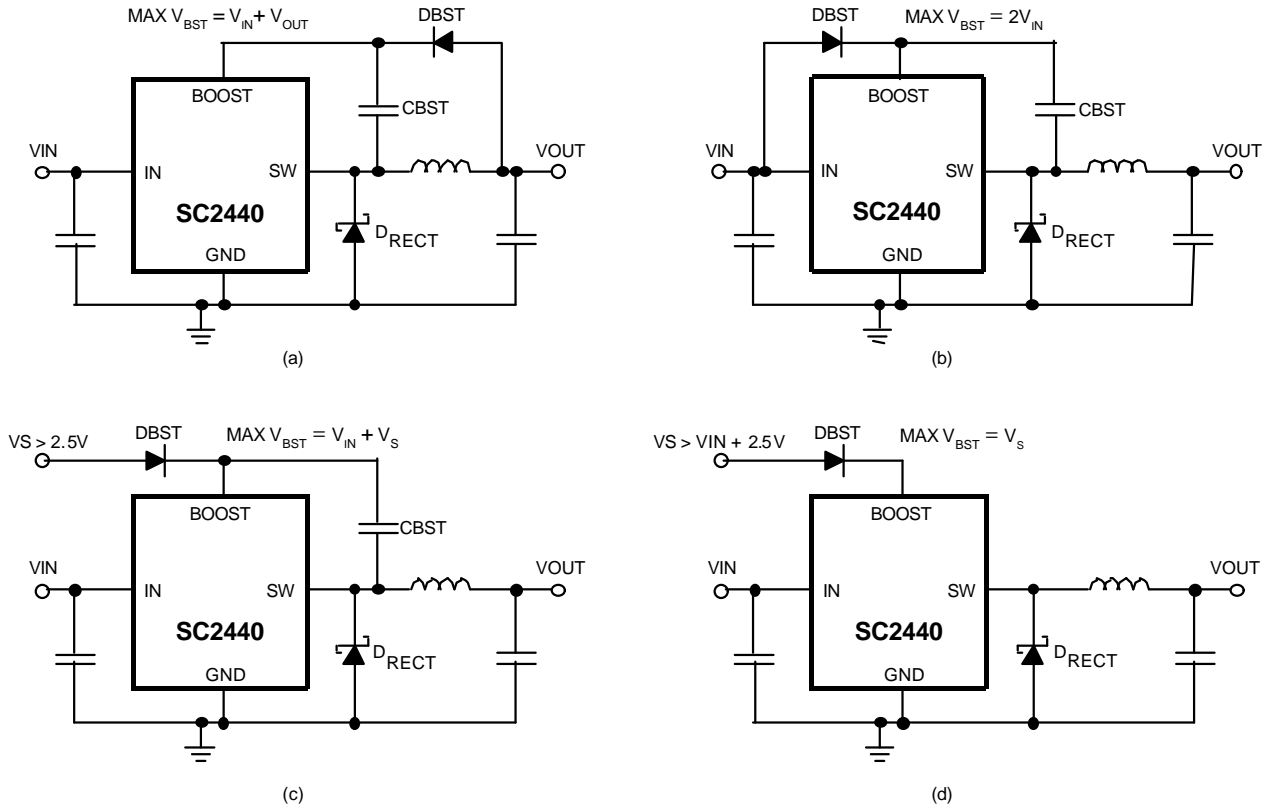 MAX V_BST = V_IN + V_OUT
DBST
BOOST
CBST
VIN
VOUT
IN
SW
SC2440
D_RECT
GND
(a)
DBST
MAX V_BST = 2V_IN
BOOST
CBST
VIN
VOUT
IN
SW
SC2440
D_RECT
GND
(b)
DBST
VS > 2.5V
MAX V_BST = V_IN + V_S
BOOST
CBST
VIN
VOUT
IN
SW
SC2440
D_RECT
GND
(c)
DBST
VS > VIN + 2.5V
MAX V_BST = V_S
BOOST
VIN
VOUT
IN
SW
SC2440
D_RECT
GND
(d)